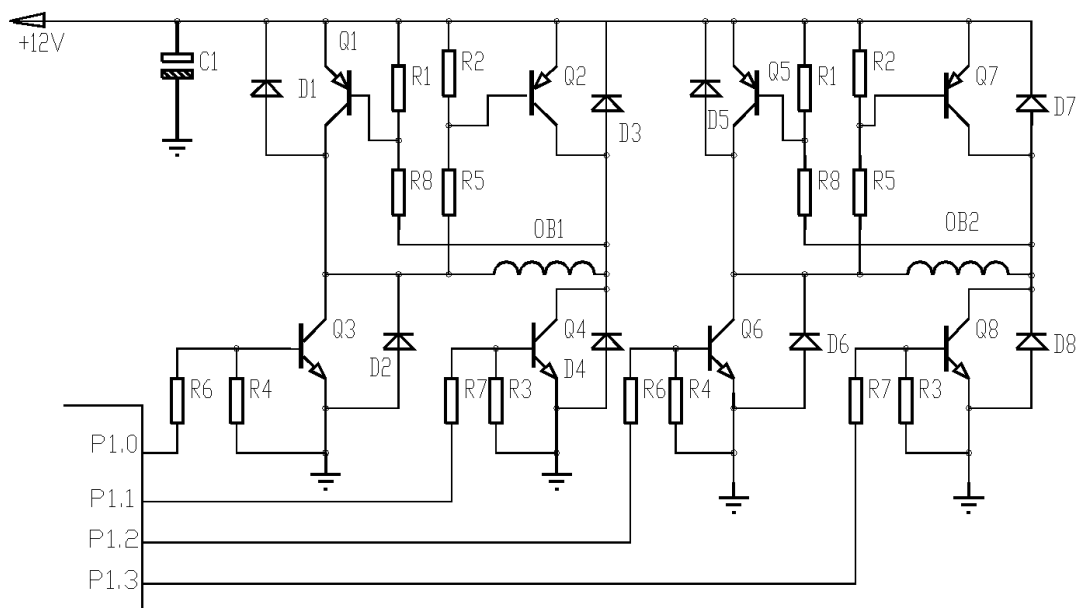 +12V
C1
Q1
D1
R1
R2
Q2
D3
Q5
D5
R1
R2
Q7
D7
R8
R5
R8
R5
OB1
OB2
Q3
D2
Q4
D4
Q6
D6
Q8
D8
R6
R4
R7
R3
R6
R4
R7
R3
P1.0
P1.1
P1.2
P1.3